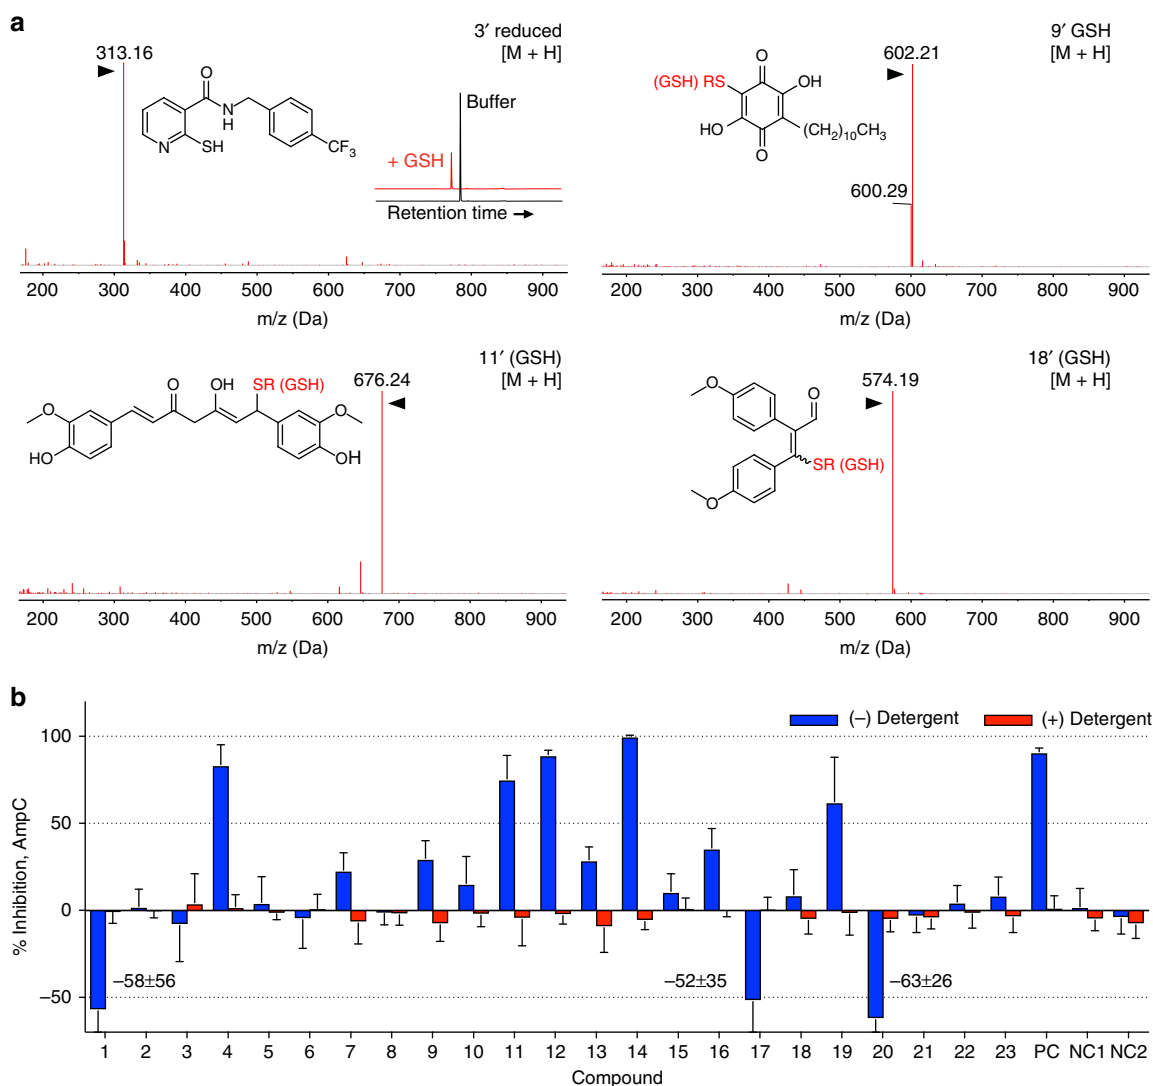 a
3′ reduced
[M + H]
313.16
O
N
H
N
SH
CF3
Buffer
+ GSH
Retention time →
200 300 400 500 600 700 800 900
m/z (Da)
9′ GSH
[M + H]
602.21
(GSH) RS
O
OH
HO
(CH2)10CH3
O
600.29
200 300 400 500 600 700 800 900
m/z (Da)
11′ (GSH)
[M + H]
676.24
O
OH
SR (GSH)
O
O
HO
OH
200 300 400 500 600 700 800 900
m/z (Da)
18′ (GSH)
[M + H]
574.19
O
O
SR (GSH)
O
200 300 400 500 600 700 800 900
m/z (Da)
b
(−) Detergent (+) Detergent
% Inhibition, AmpC
100
50
0
−50
−58±56
−52±35
−63±26
1 2 3 4 5 6 7 8 9 10 11 12 13 14 15 16 17 18 19 20 21 22 23 PC NC1 NC2
Compound